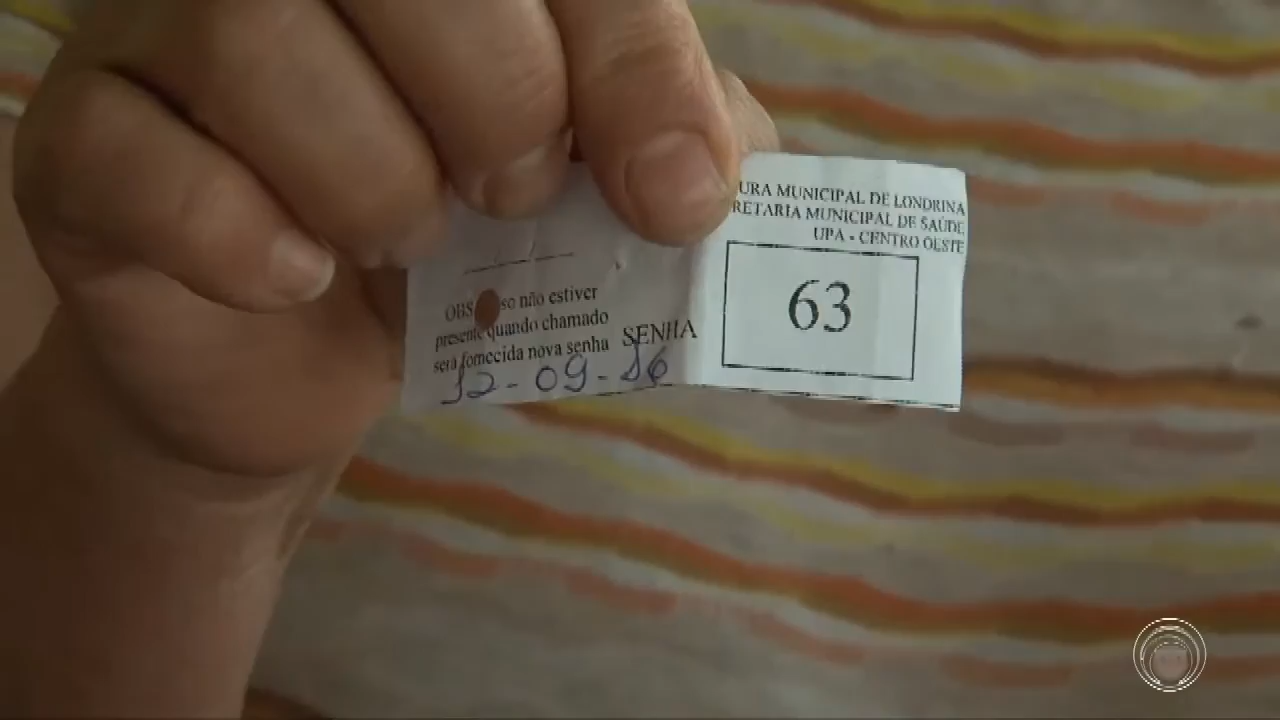 OBS so não estiver
presente quando chamado
será fornecida nova senha
12-09-16
SENHA
URA MUNICIPAL DE LONDRINA
RETARIA MUNICIPAL DE SAÚDE
UPA - CENTRO OESTE
63